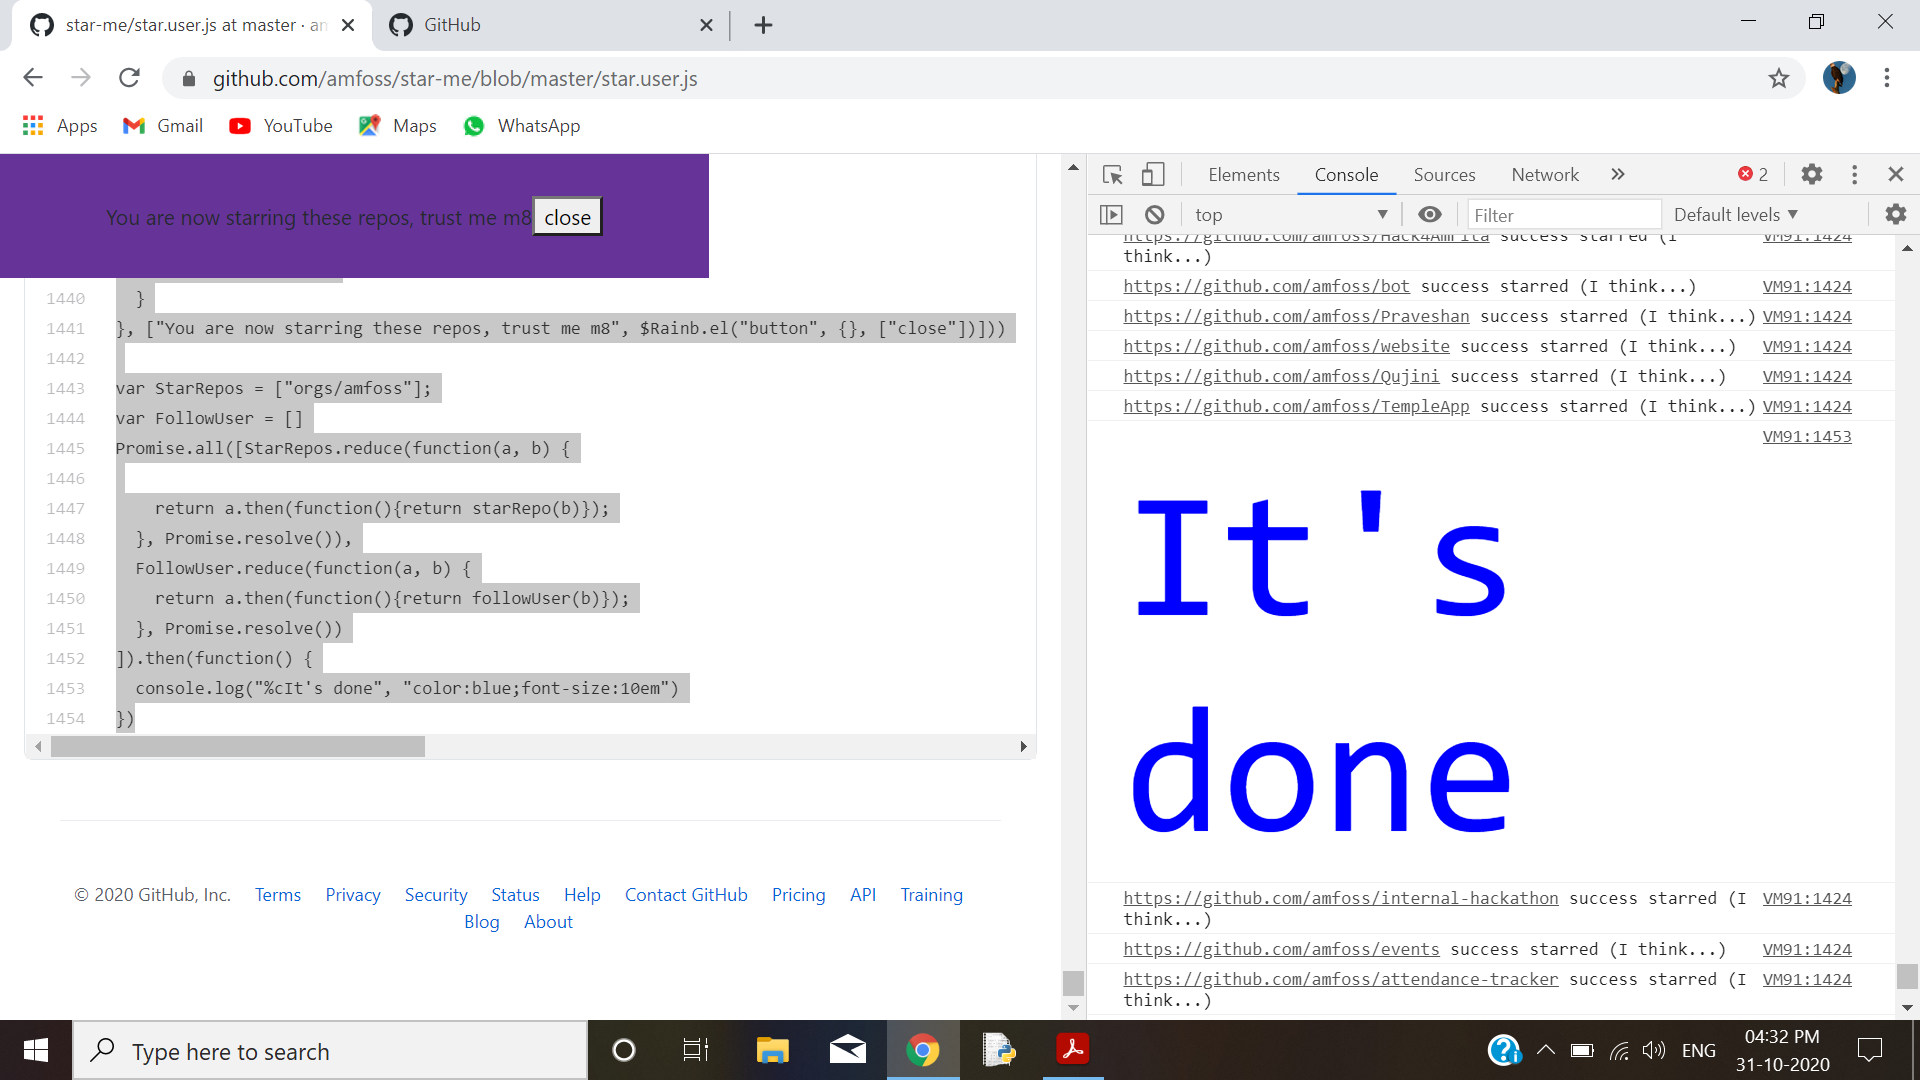 star-me/star.user.js at master · an
GitHub
github.com/amfoss/star-me/blob/master/star.user.js
Apps
Gmail
YouTube
Maps
WhatsApp
You are now starring these repos, trust me m8
close
1440 }
1441 }, ["You are now starring these repos, trust me m8", $Rainb.el("button", {}, ["close"])]))
1442
1443 var StarRepos = ["orgs/amfoss"];
1444 var FollowUser = []
1445 Promise.all([StarRepos.reduce(function(a, b) {
1446
1447 return a.then(function(){return starRepo(b)});
1448 }, Promise.resolve()),
1449 FollowUser.reduce(function(a, b) {
1450 return a.then(function(){return followUser(b)});
1451 }, Promise.resolve())
1452 ]).then(function() {
1453 console.log("%cIt's done", "color:blue;font-size:10em")
1454 })
© 2020 GitHub, Inc. Terms Privacy Security Status Help Contact GitHub Pricing API Training
Blog About
Elements Console Sources Network » 2
top Filter Default levels
https://github.com/amfoss/Hack4Amrita success starred (I VM91:1424
think...)
https://github.com/amfoss/bot success starred (I think...) VM91:1424
https://github.com/amfoss/Praveshan success starred (I think...) VM91:1424
https://github.com/amfoss/website success starred (I think...) VM91:1424
https://github.com/amfoss/Qujini success starred (I think...) VM91:1424
https://github.com/amfoss/TempleApp success starred (I think...) VM91:1424
VM91:1453
It's
done
https://github.com/amfoss/internal-hackathon success starred (I VM91:1424
think...)
https://github.com/amfoss/events success starred (I think...) VM91:1424
https://github.com/amfoss/attendance-tracker success starred (I VM91:1424
think...)
Type here to search
ENG
04:32 PM
31-10-2020